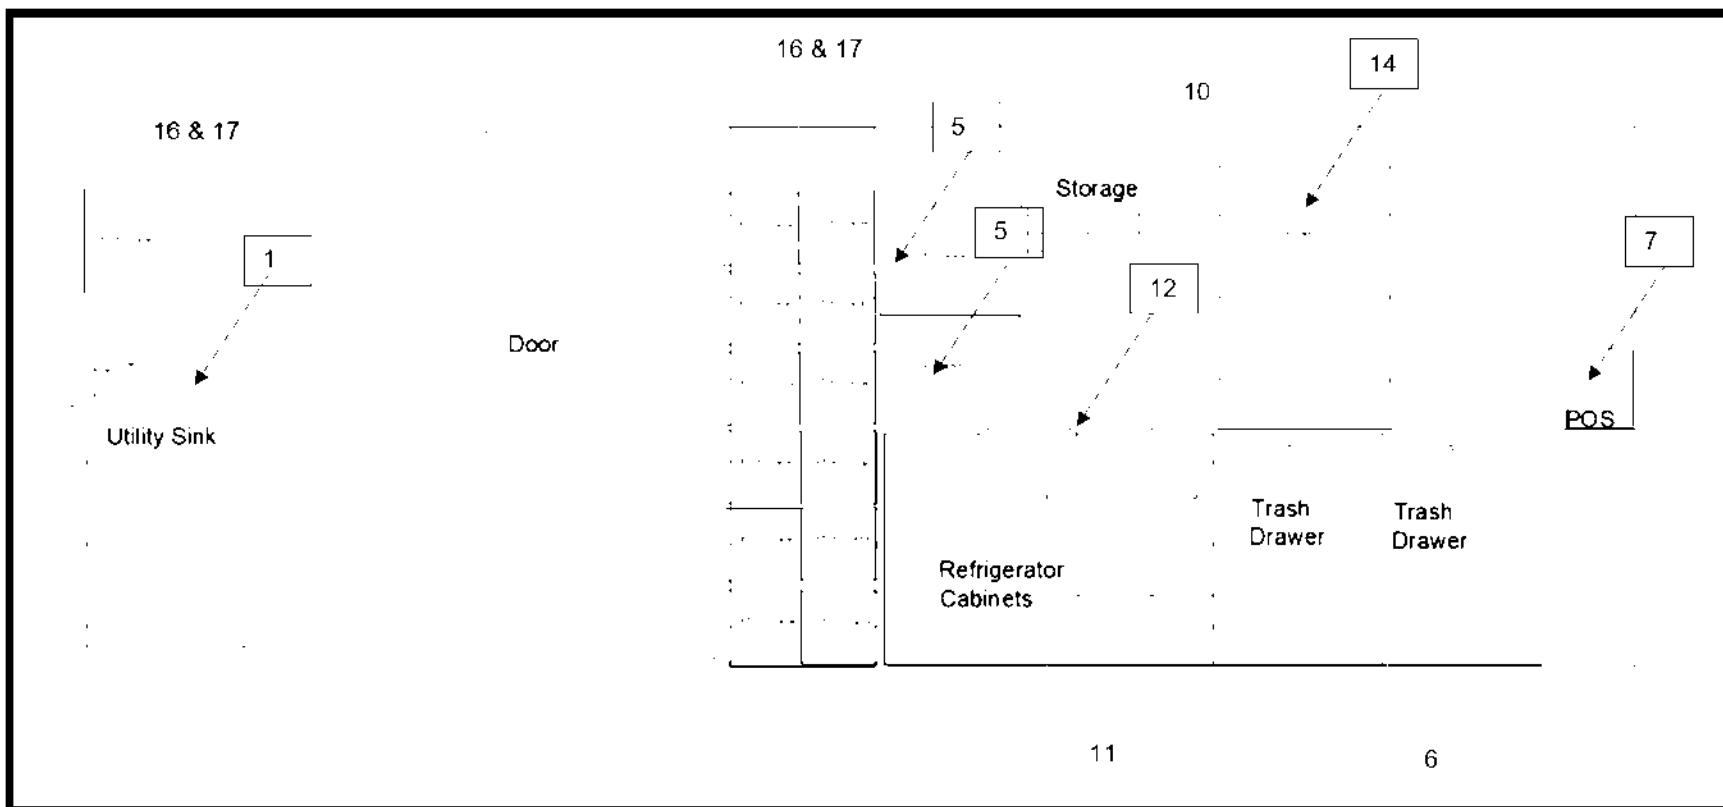 16 & 17
14
10
16 & 17
5
Storage
5
7
1
12
Door
POS
Utility Sink
Trash
Drawer
Trash
Drawer
Refrigerator
Cabinets
11
6